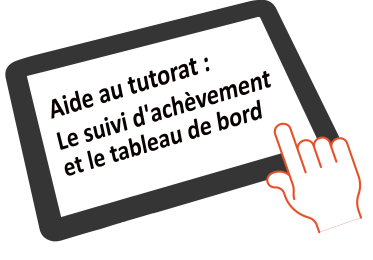 Aide au tutorat :
Le suivi d'achèvement
et le tableau de bord